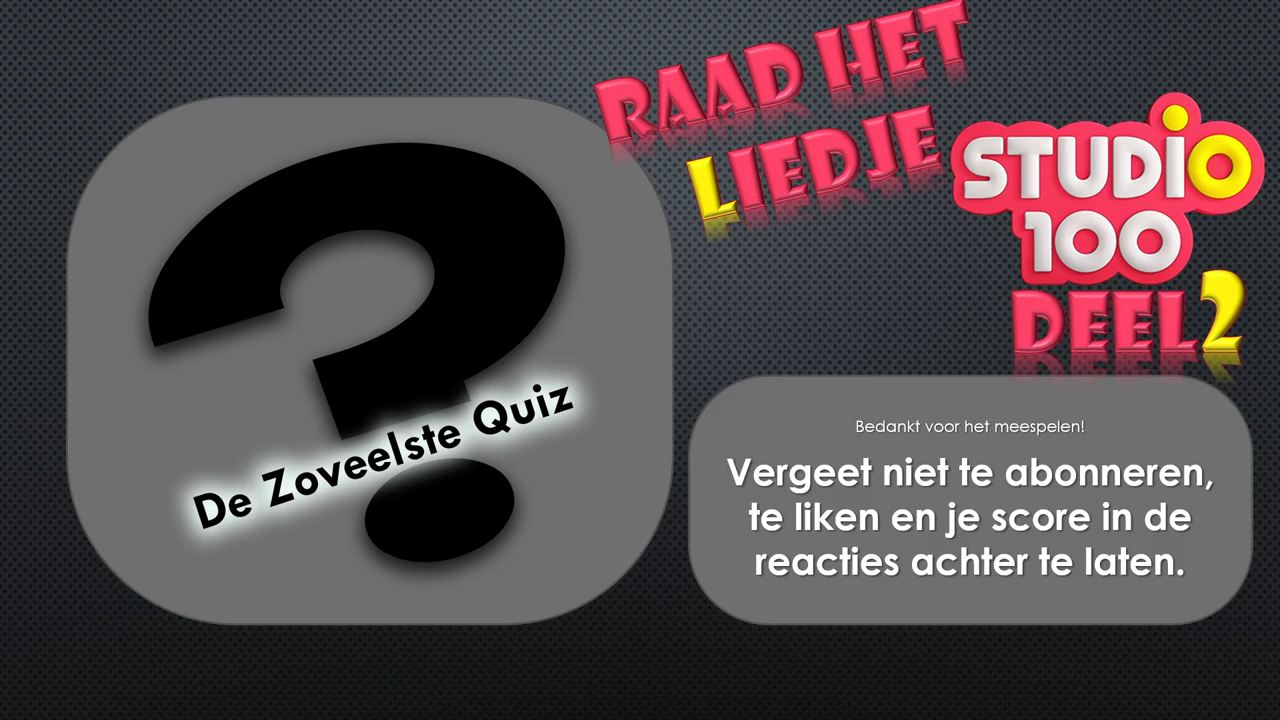 RAAD HET
LIEDJE
STUDIO
100
DEEL 2
De Zoveelste Quiz
Bedankt voor het meespelen!
Vergeet niet te abonneren,
te liken en je score in de
reacties achter te laten.